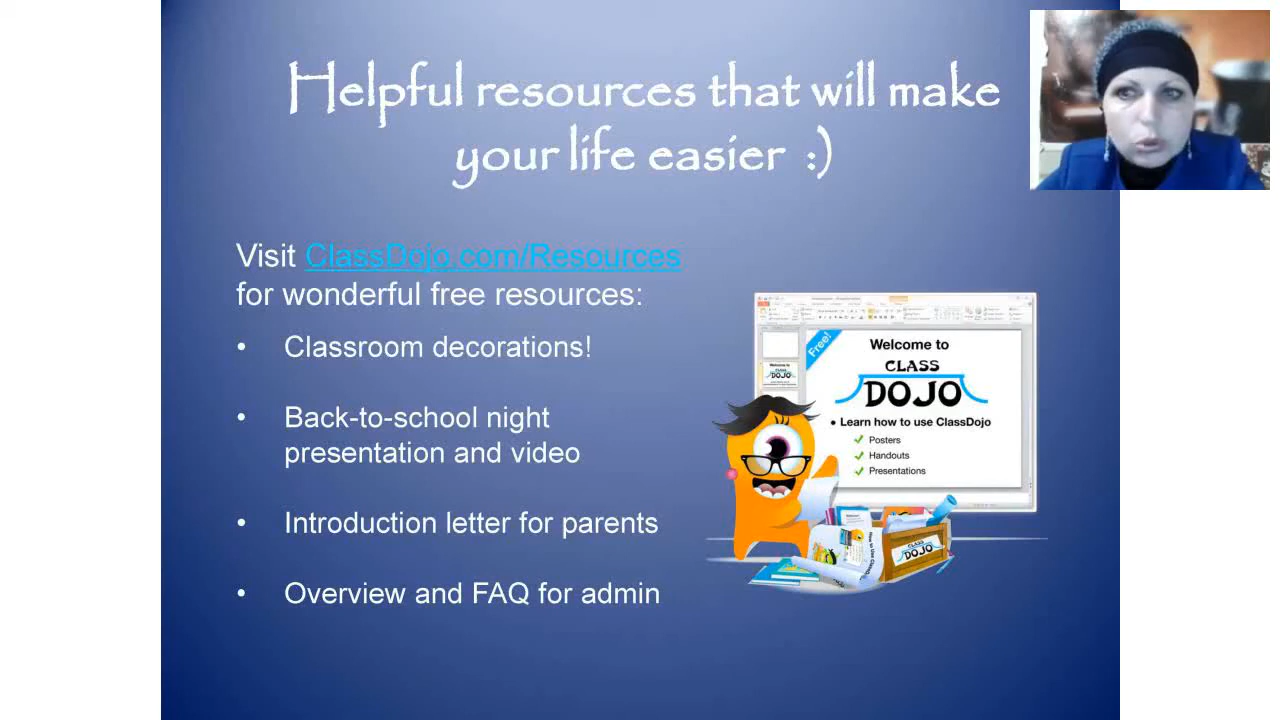 Helpful resources that will make
your life easier :)
Visit ClassDojo.com/Resources
for wonderful free resources:
• Classroom decorations!
• Back-to-school night
presentation and video
• Introduction letter for parents
• Overview and FAQ for admin
Free!
Welcome to
CLASS
DOJO
• Learn how to use ClassDojo
✓ Posters
✓ Handouts
✓ Presentations
CLASS
DOJO